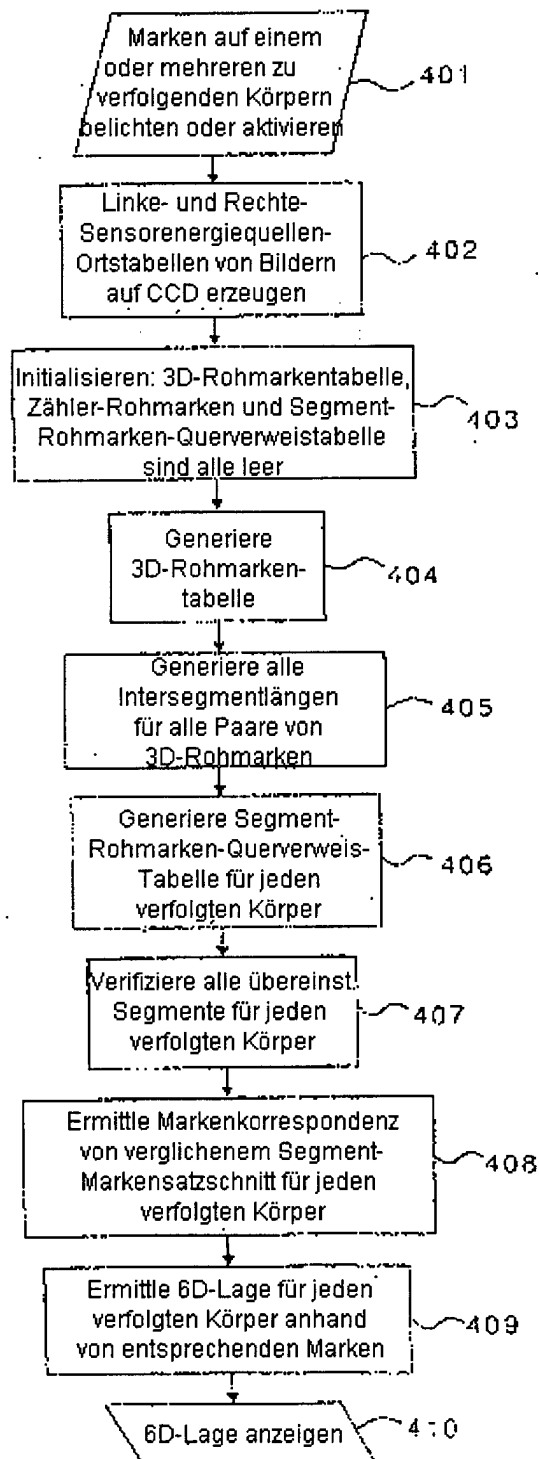 Marken auf einem
oder mehreren zu
verfolgenden Körpern
belichten oder aktivieren
401
Linke- und Rechte-
Sensorenergiequellen-
Ortstabellen von Bildern
auf CCD erzeugen
402
Initialisieren: 3D-Rohmarkentabelle,
Zähler-Rohmarken und Segment-
Rohmarken-Querverweistabelle
sind alle leer
403
Generiere
3D-Rohmarken-
tabelle
404
Generiere alle
Intersegmentlängen
für alle Paare von
3D-Rohmarken
405
Generiere Segment-
Rohmarken-Querverweis-
Tabelle für jeden
verfolgten Körper
406
Verifiziere alle übereinst.
Segmente für jeden
verfolgten Körper
407
Ermittle Markenkorrespondenz
von verglichenem Segment-
Markensatzschnitt für jeden
verfolgten Körper
408
Ermittle 6D-Lage für jeden
verfolgten Körper anhand
von entsprechenden Marken
409
6D-Lage anzeigen
410